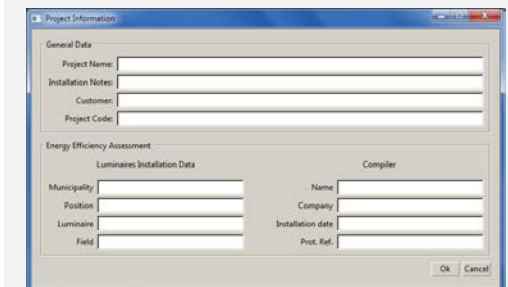 Project Information
General Data
Project Name:
Installation Notes:
Customer:
Project Code:
Energy Efficiency Assessment
Luminaires Installation Data
Compiler
Municipality
Name
Position
Company
Luminaire
Installation date
Field
Prot. Ref.
Ok
Cancel